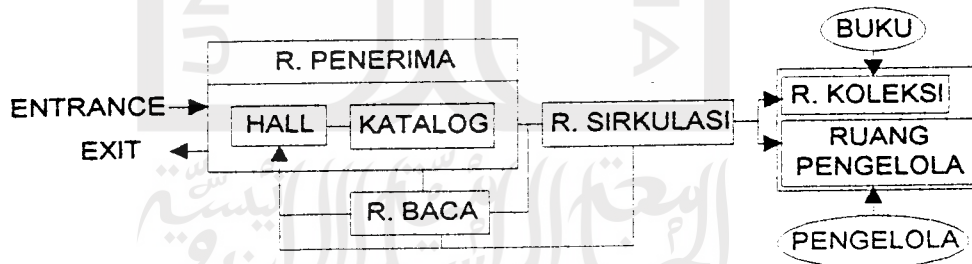 BUKU
R. PENERIMA
ENTRANCE
R. KOLEKSI
HALL
KATALOG
R. SIRKULASI
EXIT
RUANG
PENGELOLA
R. BACA
PENGELOLA